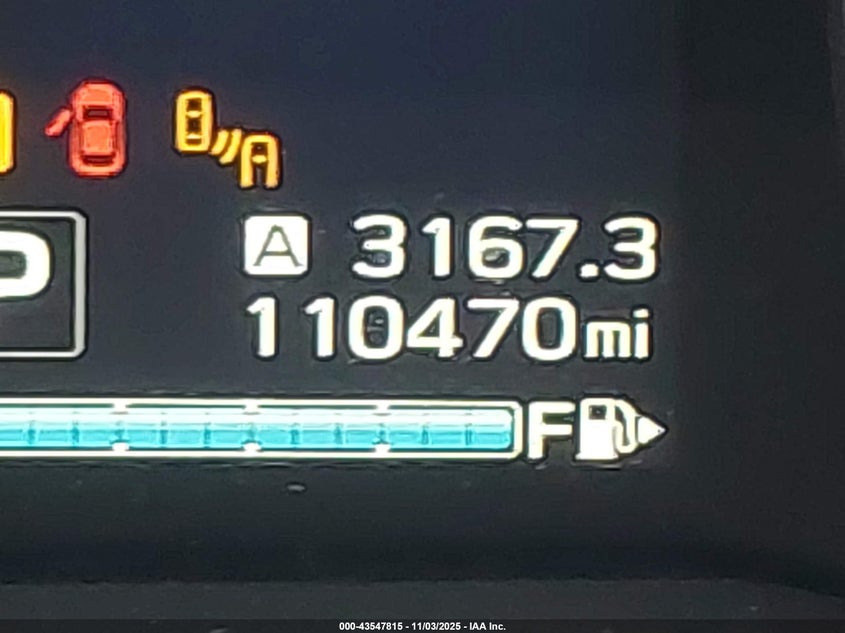 A 3167.3
110470mi
F
000-43547815 - 11/03/2025 - IAA Inc.